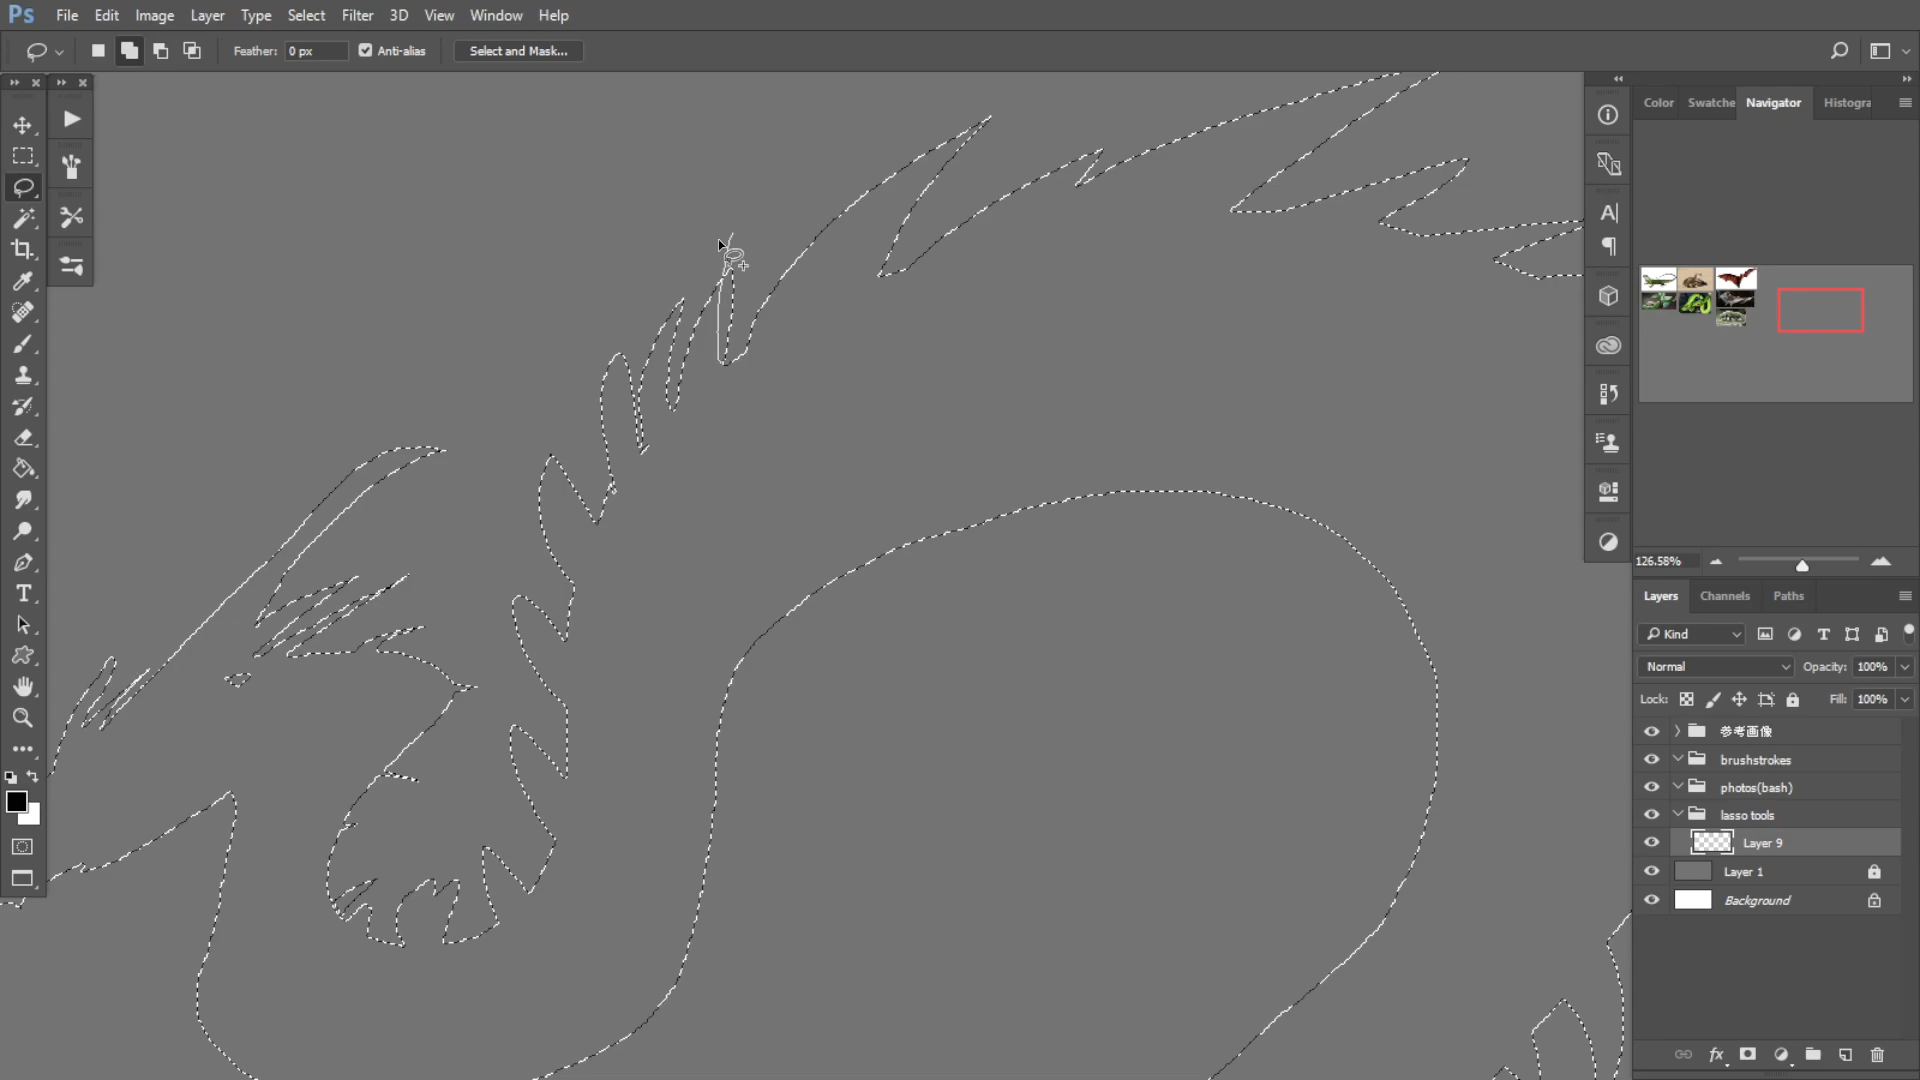 Ps File Edit Image Layer Type Select Filter 3D View Window Help
Feather: 0 px Anti-alias Select and Mask...
Color Swatche Navigator Histogra
126.58%
Layers Channels Paths
Kind
Normal Opacity: 100%
Lock: Fill: 100%
参考画像
brushstrokes
photos(bash)
lasso tools
Layer 9
Layer 1
Background